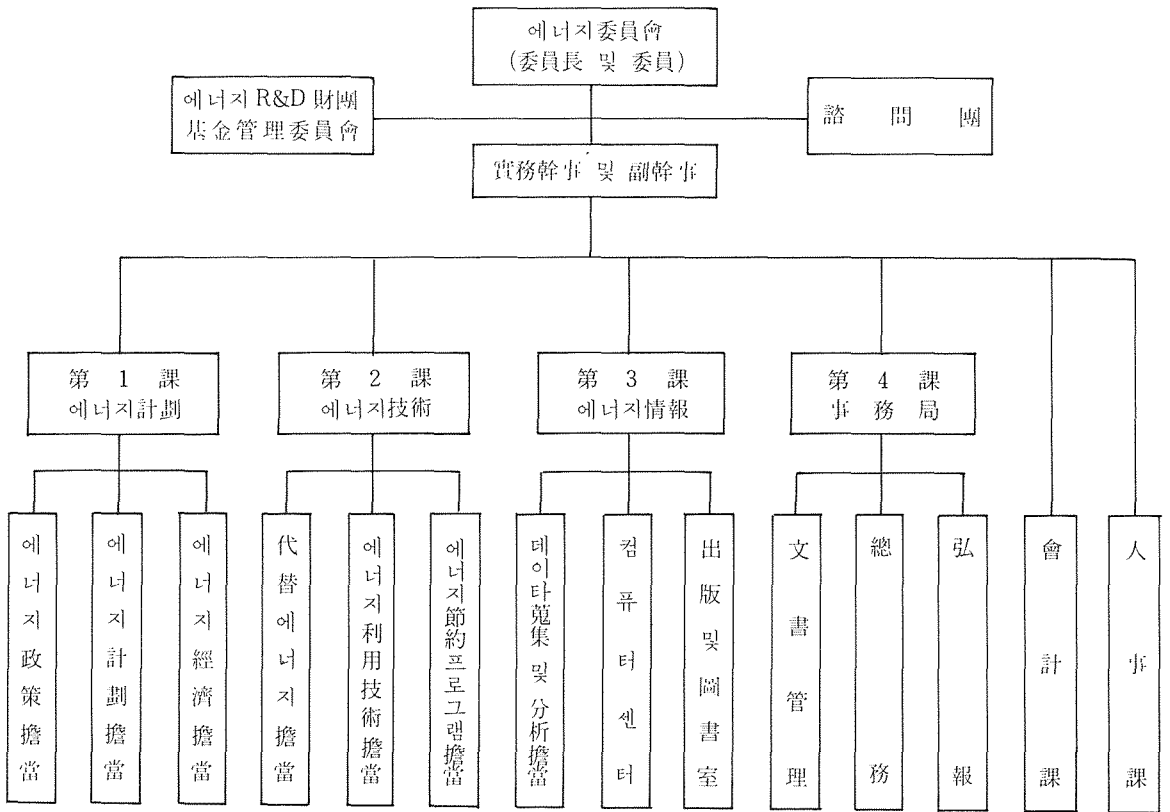 에너지委員會
(委員長 및 委員)
에너지 R&D 財團
基金管理委員會
諮問團
實務幹事 및 副幹事
第 1 課
에너지計劃
第 2 課
에너지技術
第 3 課
에너지情報
第 4 課
事務局
에너지政策擔當
에너지計劃擔當
에너지經濟擔當
代替에너지擔當
에너지利用技術擔當
에너지節約프로그램擔當
데이타蒐集 및 分析擔當
컴퓨터센터
出版 및 圖書室
文書管理
總務
弘報
會計課
人事課